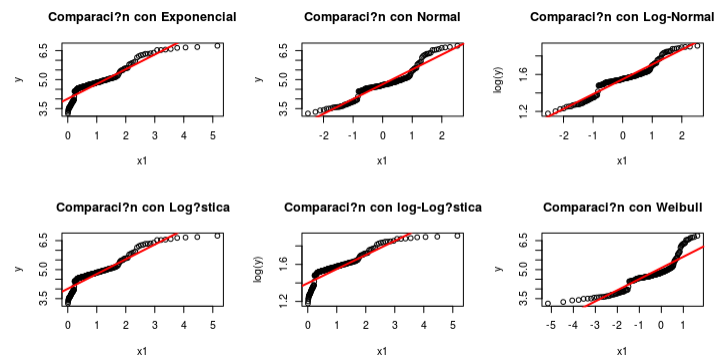 Comparaci?n con Exponencial
Comparaci?n con Normal
Comparaci?n con Log-Normal
y
3.5 5.0 6.5
0 1 2 3 4 5
x1
y
3.5 5.0 6.5
-2 -1 0 1 2
x1
log(y)
1.2 1.6
-2 -1 0 1 2
x1
Comparaci?n con Log?stica
Comparaci?n con log-Log?stica
Comparaci?n con Weibull
y
3.5 5.0 6.5
0 1 2 3 4 5
x1
log(y)
1.2 1.6
0 1 2 3 4 5
x1
y
3.5 5.0 6.5
-5 -4 -3 -2 -1 0 1
x1